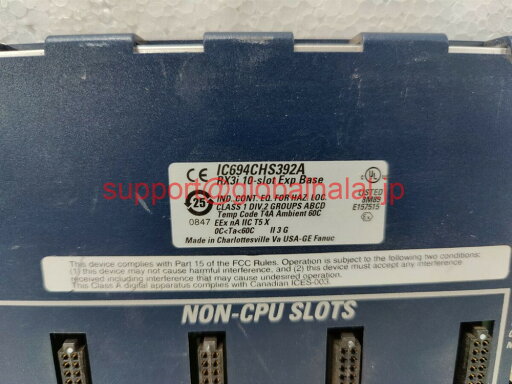 IC694CHS392A
RX3i 10-slot Exp Base
support@globalhalal.jp
IND. CONT. EQ. FOR HAZ. LOC.
CLASS 1 DIV. 2 GROUPS ABCD
Temp Code T4A Ambient 60C
EEx nA IIC T5 X
0C<Ta<60C II 3 G
Made in Charlottesville Va USA-GE Fanuc
CE
25
0847
UL
LISTED
E157515
Ex
This device complies with Part 15 of the FCC Rules. Operation is subject to the following two conditions:
(1) this device may not cause harmful interference, and (2) this device must accept any interference
received including interference that may cause undesired operation.
This Class A digital apparatus complies with Canadian ICES-003.
NON-CPU SLOTS